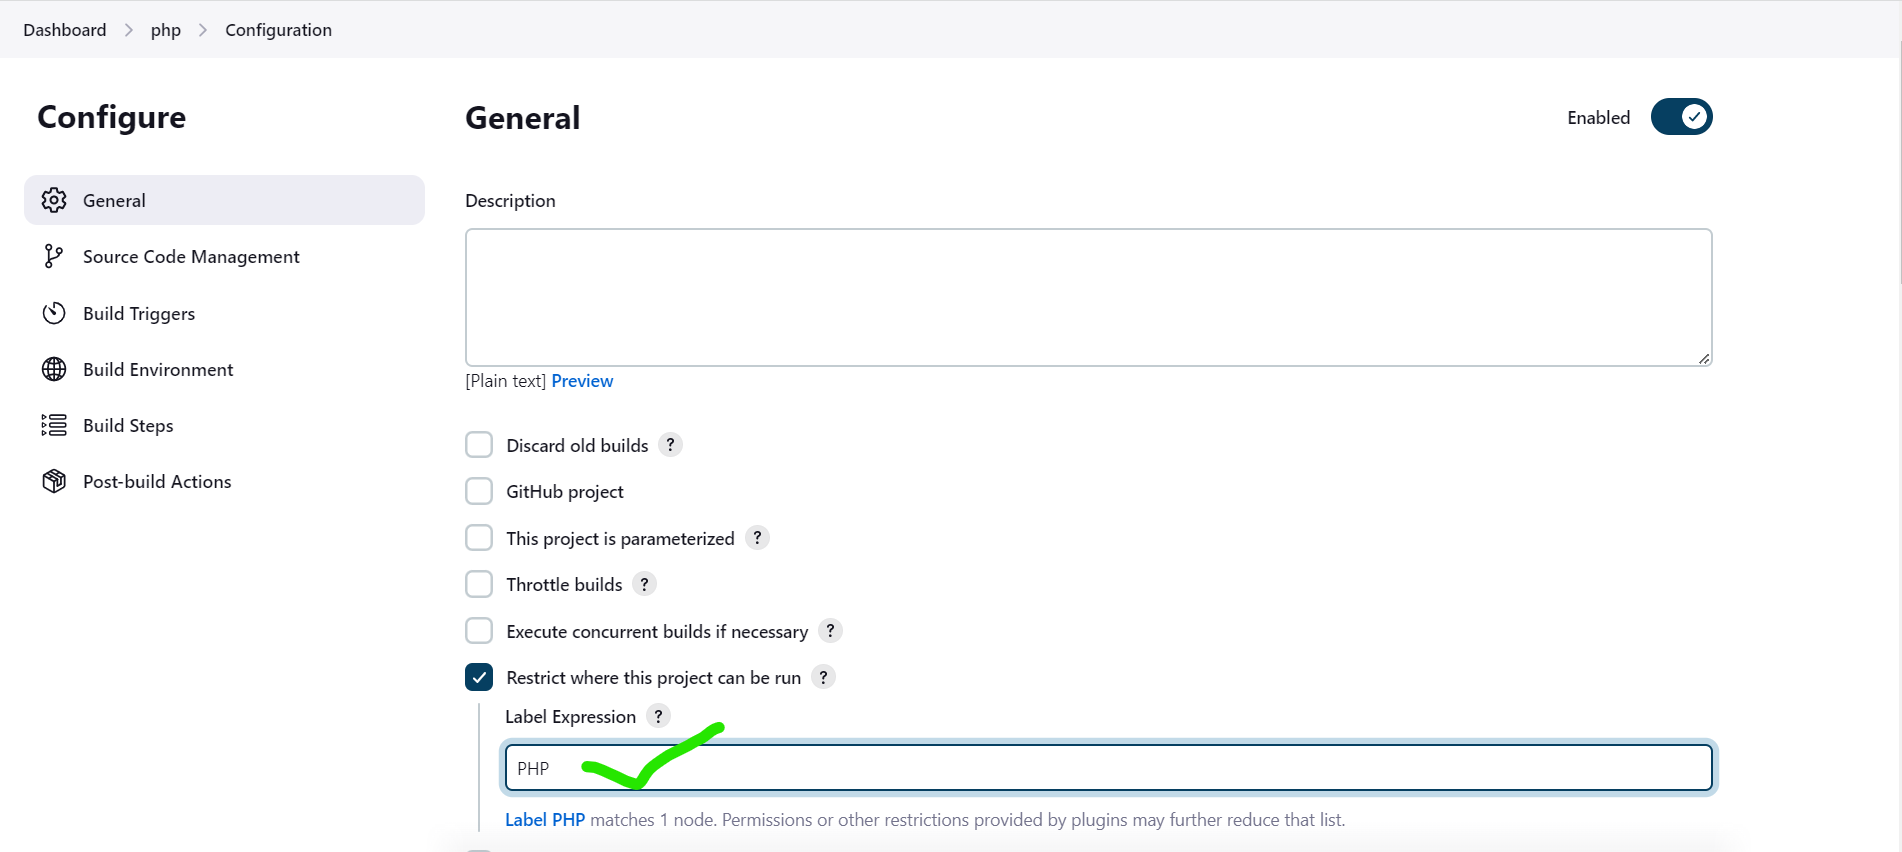 Dashboard > php > Configuration
Configure
General
Source Code Management
Build Triggers
Build Environment
Build Steps
Post-build Actions
General
Enabled
Description
[Plain text] Preview
Discard old builds ?
GitHub project
This project is parameterized ?
Throttle builds ?
Execute concurrent builds if necessary ?
Restrict where this project can be run ?
Label Expression ?
PHP
Label PHP matches 1 node. Permissions or other restrictions provided by plugins may further reduce that list.